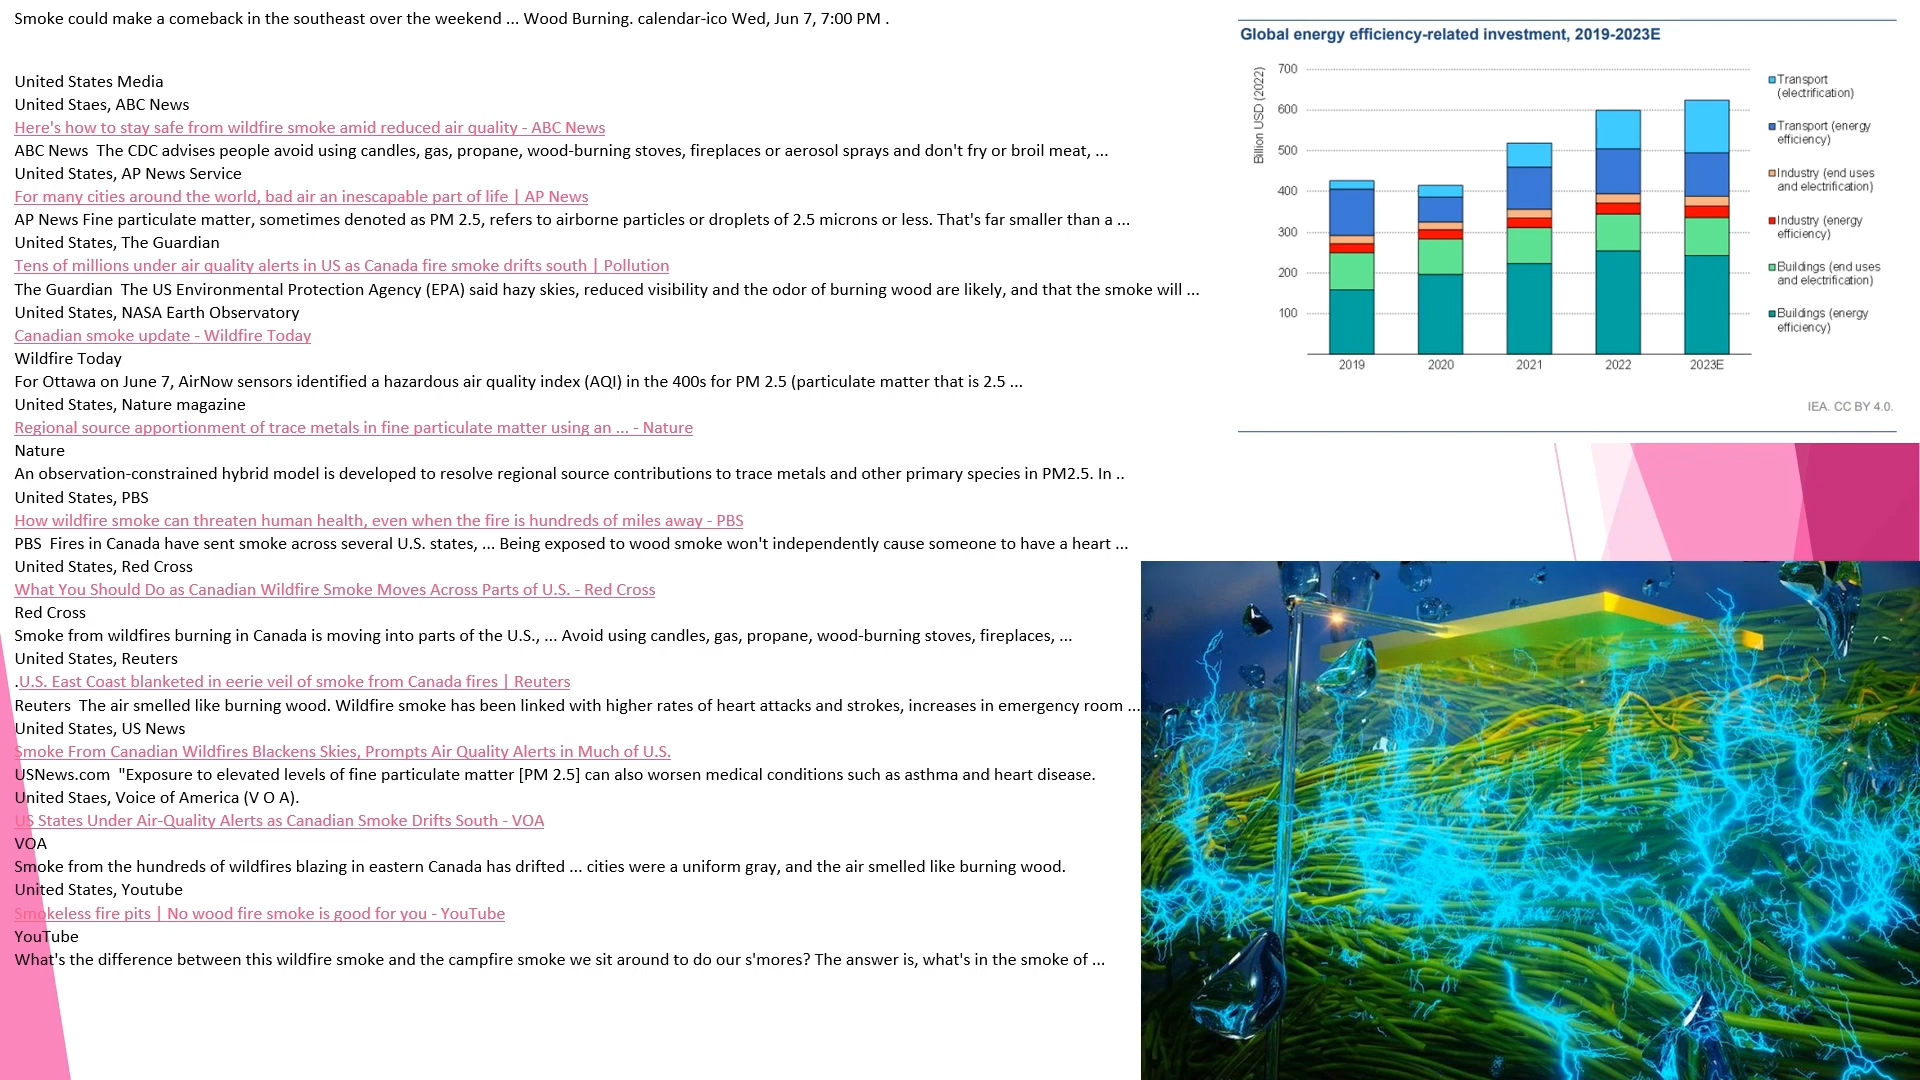 Smoke could make a comeback in the southeast over the weekend ... Wood Burning. calendar-ico Wed, Jun 7, 7:00 PM .
United States Media
United Staes, ABC News
Here's how to stay safe from wildfire smoke amid reduced air quality - ABC News
ABC News  The CDC advises people avoid using candles, gas, propane, wood-burning stoves, fireplaces or aerosol sprays and don't fry or broil meat, ...
United States, AP News Service
For many cities around the world, bad air an inescapable part of life | AP News
AP News Fine particulate matter, sometimes denoted as PM 2.5, refers to airborne particles or droplets of 2.5 microns or less. That's far smaller than a ...
United States, The Guardian
Tens of millions under air quality alerts in US as Canada fire smoke drifts south | Pollution
The Guardian  The US Environmental Protection Agency (EPA) said hazy skies, reduced visibility and the odor of burning wood are likely, and that the smoke will ...
United States, NASA Earth Observatory
Canadian smoke update - Wildfire Today
Wildfire Today
For Ottawa on June 7, AirNow sensors identified a hazardous air quality index (AQI) in the 400s for PM 2.5 (particulate matter that is 2.5 ...
United States, Nature magazine
Regional source apportionment of trace metals in fine particulate matter using an ... - Nature
Nature
An observation-constrained hybrid model is developed to resolve regional source contributions to trace metals and other primary species in PM2.5. In ..
United States, PBS
How wildfire smoke can threaten human health, even when the fire is hundreds of miles away - PBS
PBS  Fires in Canada have sent smoke across several U.S. states, ... Being exposed to wood smoke won't independently cause someone to have a heart ...
United States, Red Cross
What You Should Do as Canadian Wildfire Smoke Moves Across Parts of U.S. - Red Cross
Red Cross
Smoke from wildfires burning in Canada is moving into parts of the U.S., ... Avoid using candles, gas, propane, wood-burning stoves, fireplaces, ...
United States, Reuters
.U.S. East Coast blanketed in eerie veil of smoke from Canada fires | Reuters
Reuters  The air smelled like burning wood. Wildfire smoke has been linked with higher rates of heart attacks and strokes, increases in emergency room ...
United States, US News
Smoke From Canadian Wildfires Blackens Skies, Prompts Air Quality Alerts in Much of U.S.
USNews.com  "Exposure to elevated levels of fine particulate matter [PM 2.5] can also worsen medical conditions such as asthma and heart disease.
United Staes, Voice of America (V O A).
US States Under Air-Quality Alerts as Canadian Smoke Drifts South - VOA
VOA
Smoke from the hundreds of wildfires blazing in eastern Canada has drifted ... cities were a uniform gray, and the air smelled like burning wood.
United States, Youtube
Smokeless fire pits | No wood fire smoke is good for you - YouTube
YouTube
What's the difference between this wildfire smoke and the campfire smoke we sit around to do our s'mores? The answer is, what's in the smoke of ...
Global energy efficiency-related investment, 2019-2023E
Billion USD (2022)
700
600
500
400
300
200
100
2019
2020
2021
2022
2023E
Transport
(electrification)
Transport (energy
efficiency)
Industry (end uses
and electrification)
Industry (energy
efficiency)
Buildings (end uses
and electrification)
Buildings (energy
efficiency)
IEA. CC BY 4.0.